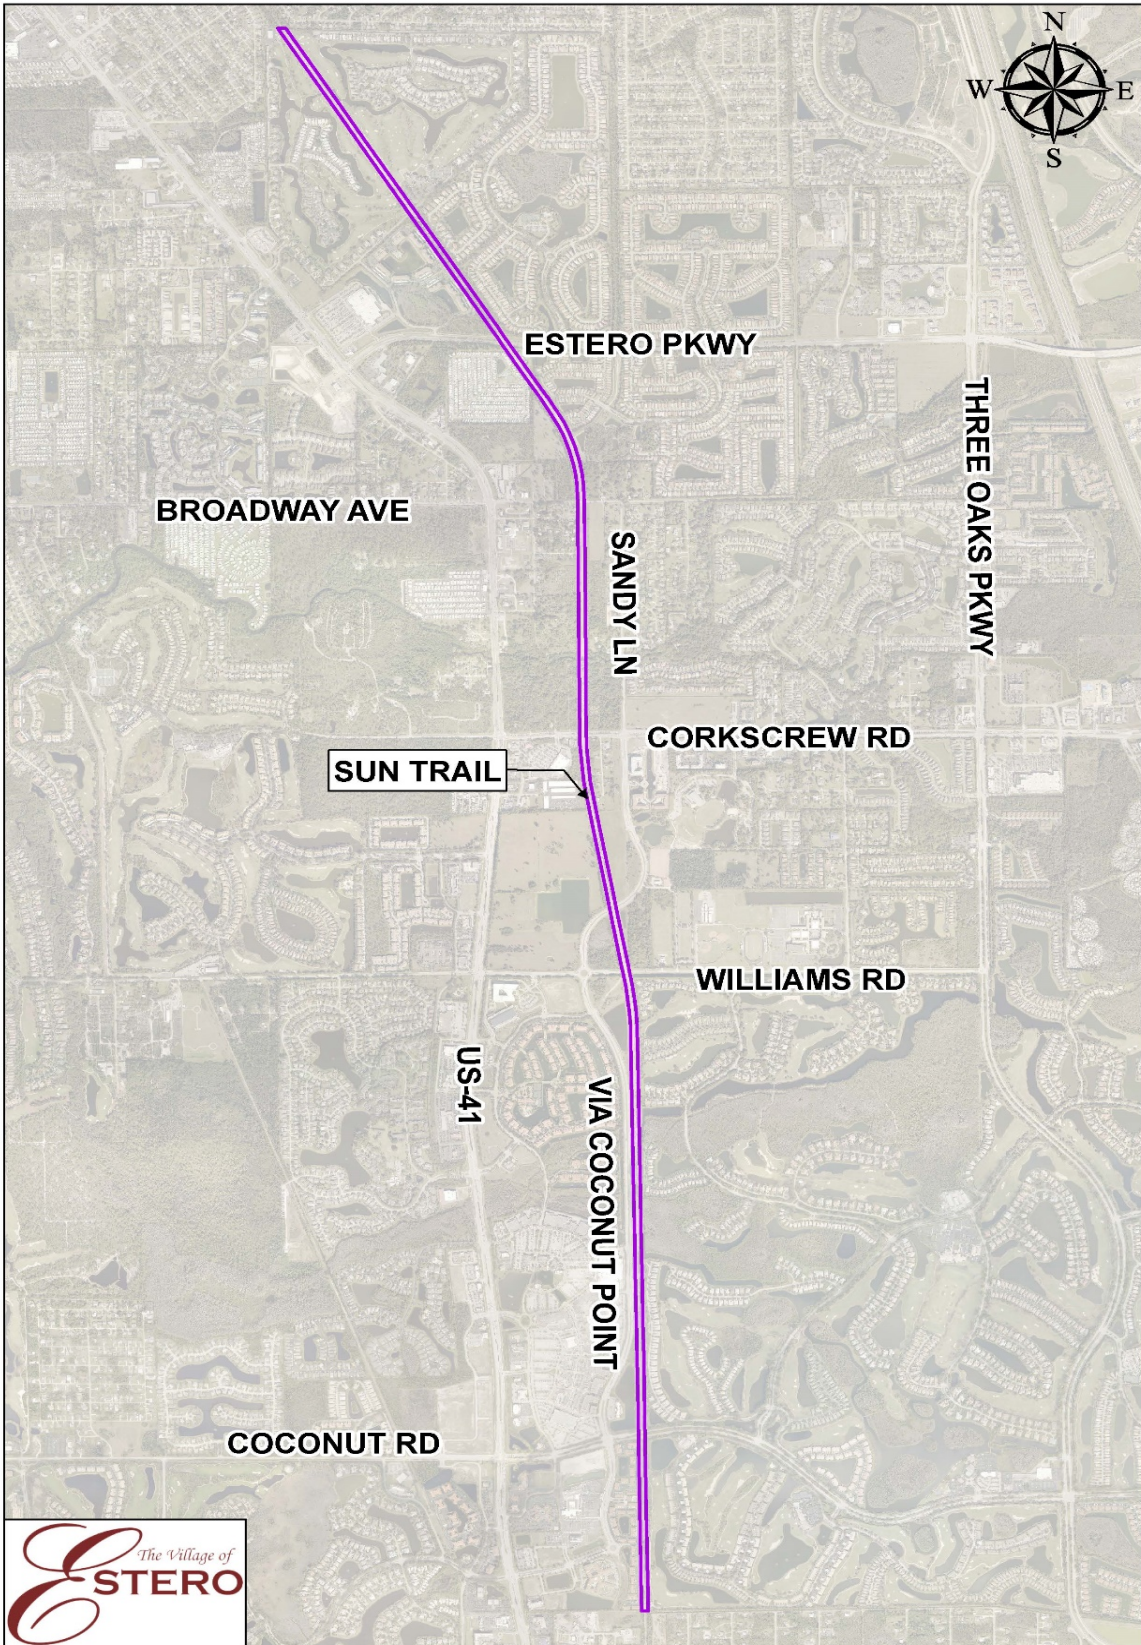 N
W E
S
ESTERO PKWY
THREE OAKS PKWY
BROADWAY AVE
SANDY LN
CORKSCREW RD
SUN TRAIL
WILLIAMS RD
US-41
VIA COCONUT POINT
COCONUT RD
The Village of
ESTERO